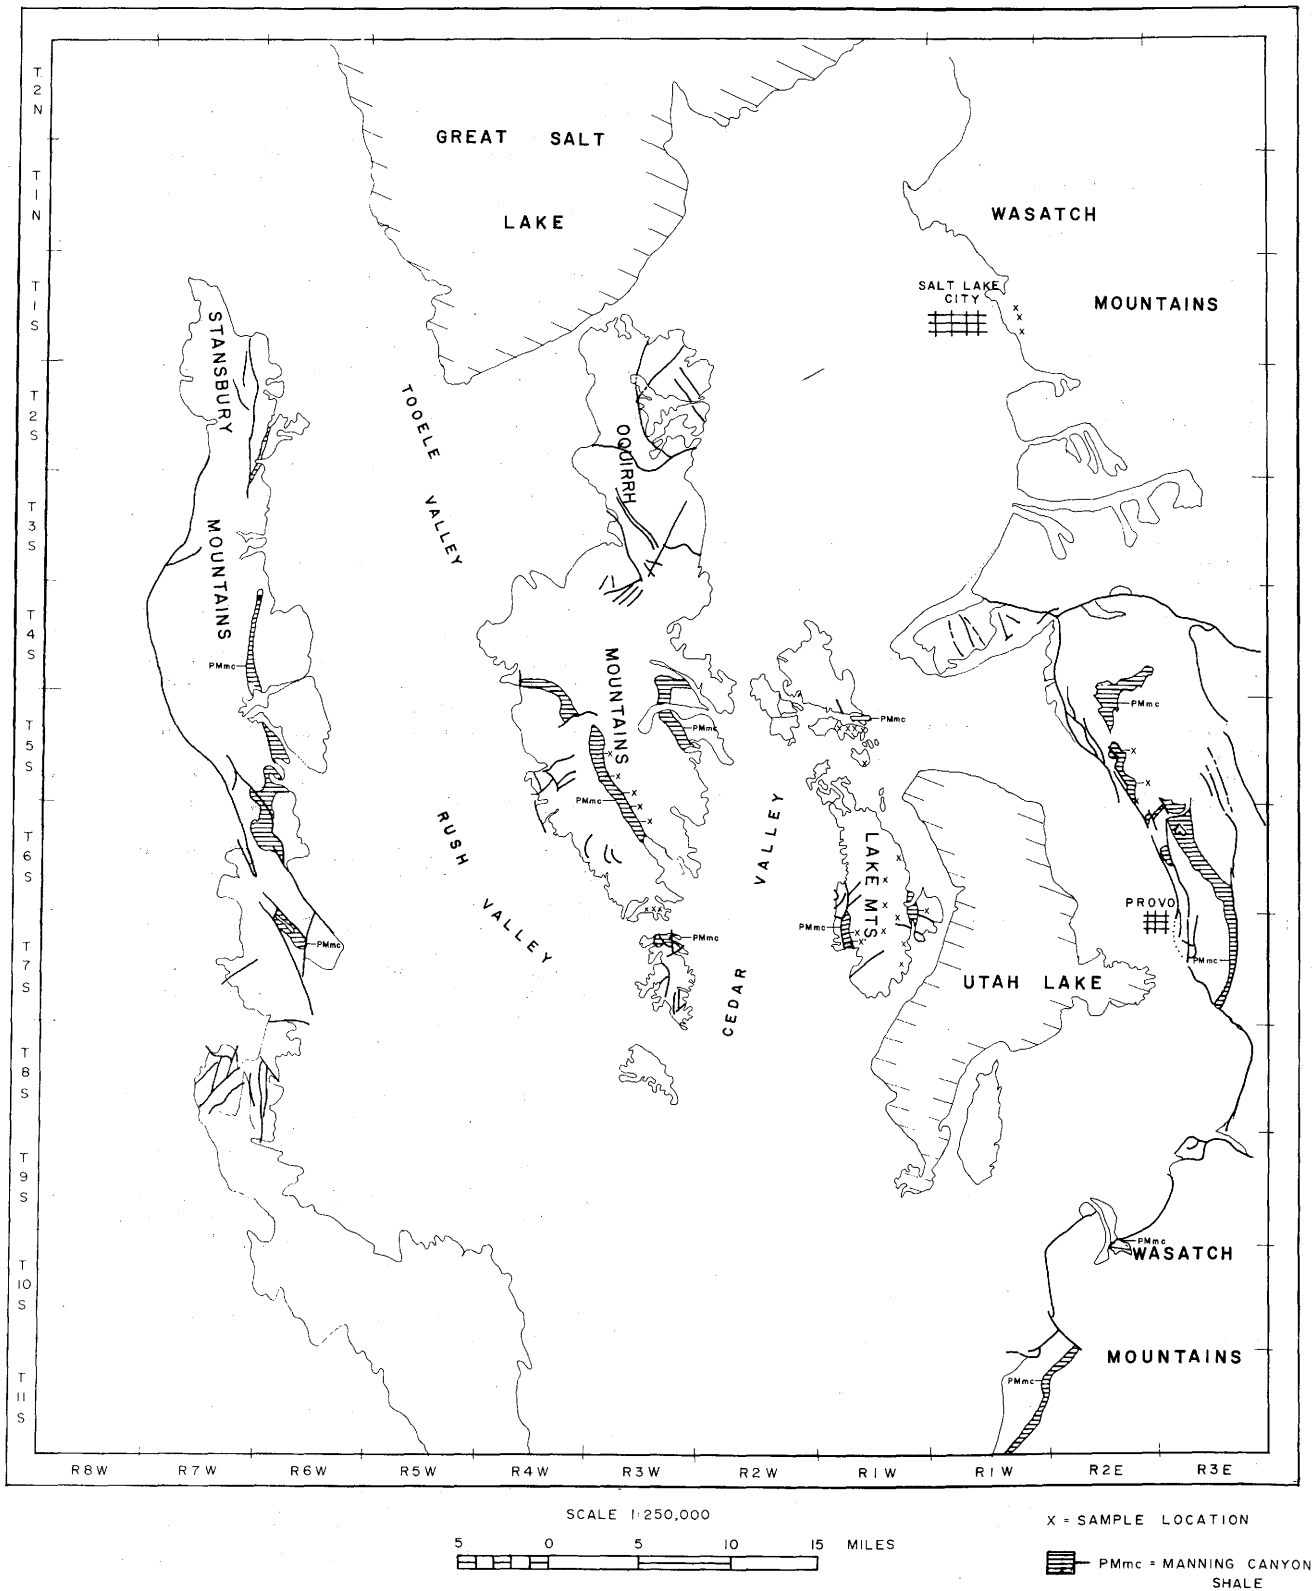 T
2
N
T
1
N
T
1
S
T
2
S
T
3
S
T
4
S
T
5
S
T
6
S
T
7
S
T
8
S
T
9
S
T
10
S
T
11
S
GREAT SALT
LAKE
WASATCH
MOUNTAINS
SALT LAKE
CITY
STANSBURY
MOUNTAINS
TOOELE VALLEY
OQUIRRH
MOUNTAINS
PMmc
PMmc
PMmc
PMmc
PMmc
RUSH VALLEY
CEDAR VALLEY
LAKE MTS
PMmc
PMmc
PMmc
PROVO
PMmc
UTAH LAKE
PMmc
WASATCH
MOUNTAINS
PMmc
R8W R7W R6W R5W R4W R3W R2W R1W R1W R2E R3E
SCALE 1:250,000
5 0 5 10 15 MILES
X = SAMPLE LOCATION
PMmc = MANNING CANYON
SHALE